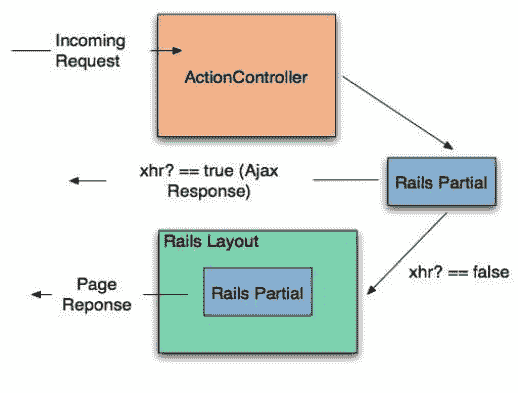 Incoming
Request
ActionController
xhr? == true (Ajax
Response)
Rails Partial
Rails Layout
xhr? == false
Page
Reponse
Rails Partial